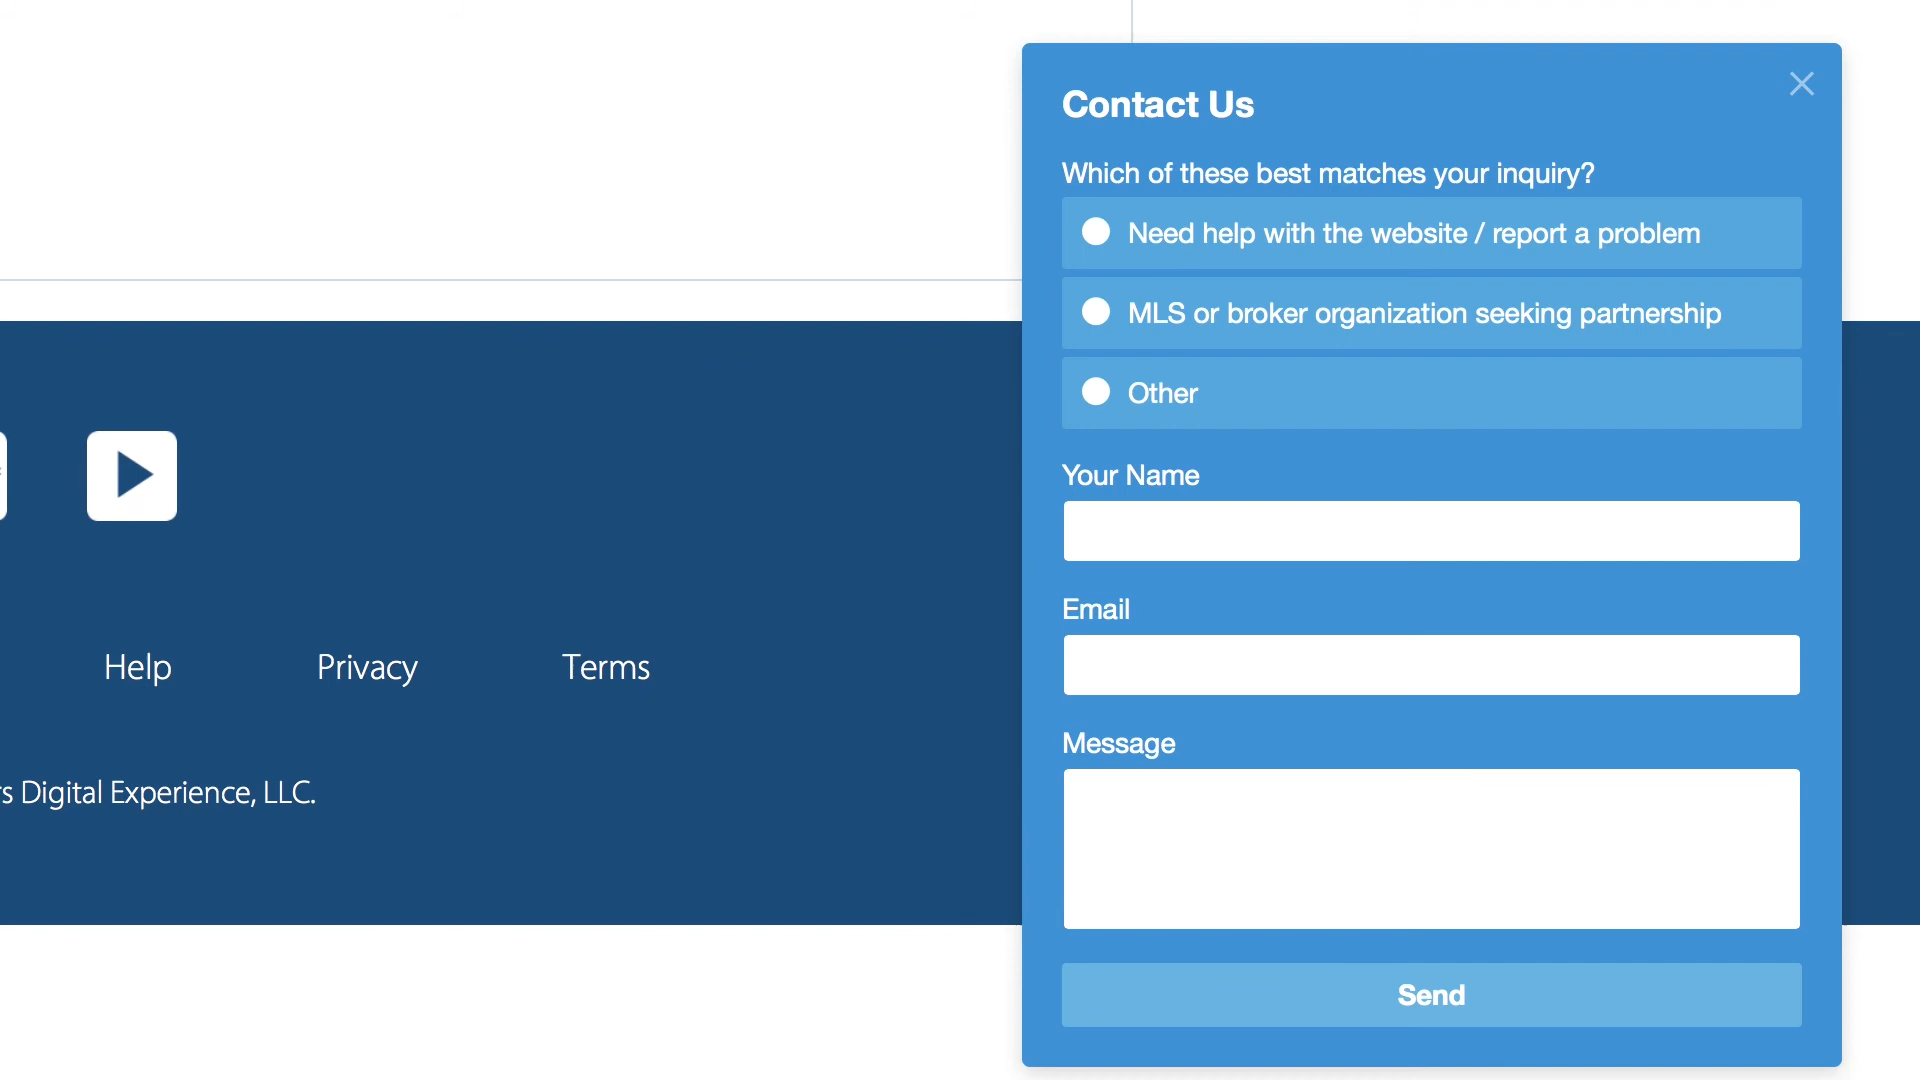 Contact Us
Which of these best matches your inquiry?
Need help with the website / report a problem
MLS or broker organization seeking partnership
Other
Your Name
Email
Message
Send
Help Privacy Terms
Digital Experience, LLC.